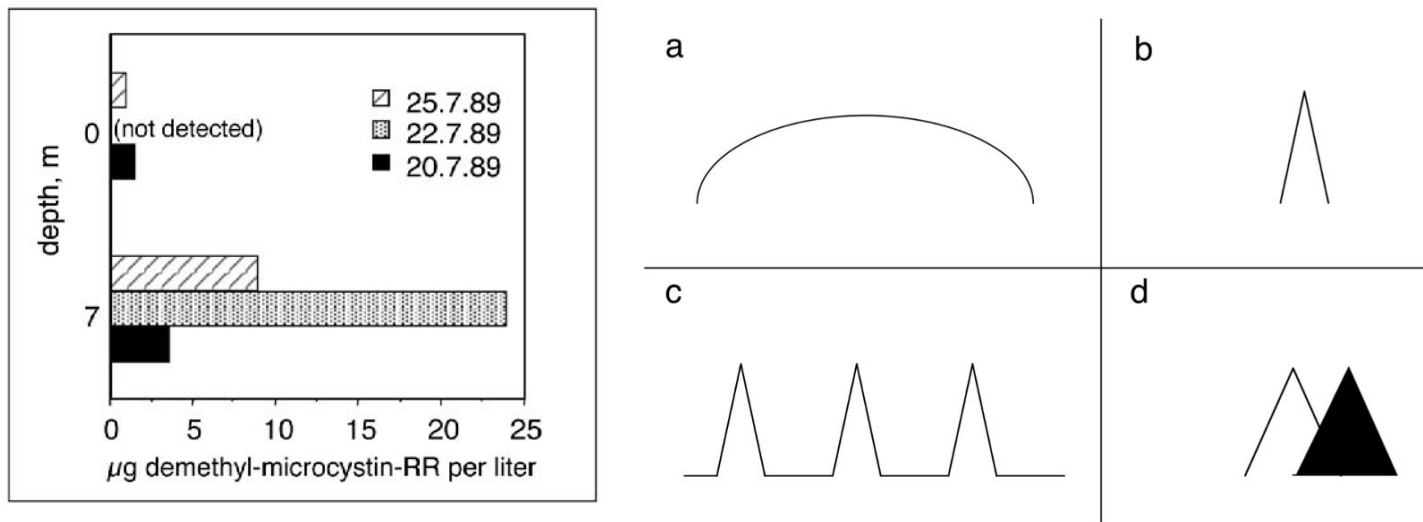 25.7.89
0 (not detected)
22.7.89
20.7.89
depth, m
7
0 5 10 15 20 25
µg demethyl-microcystin-RR per liter
a
b
c
d